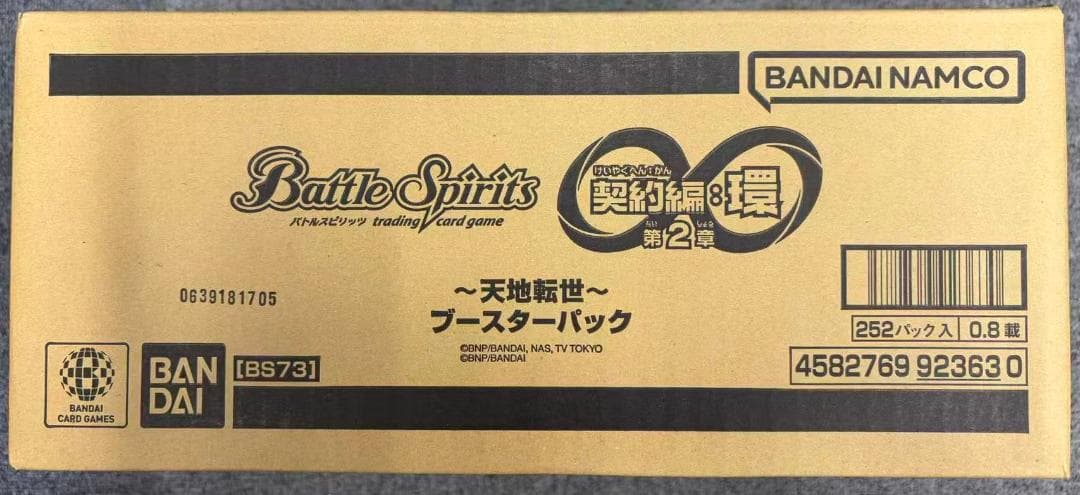 BANDAI NAMCO
Battle Spirits
バトルスピリッツ trading card game
けいやくへん:かん
契約編:環
だい しょう
第2章
～天地転世～
ブースターパック
©BNP/BANDAI, NAS, TV TOKYO
©BNP/BANDAI
0639181705
252パック入 0.8載
4582769 92363 0
BANDAI
CARD GAMES
BAN
DAI
[BS73]